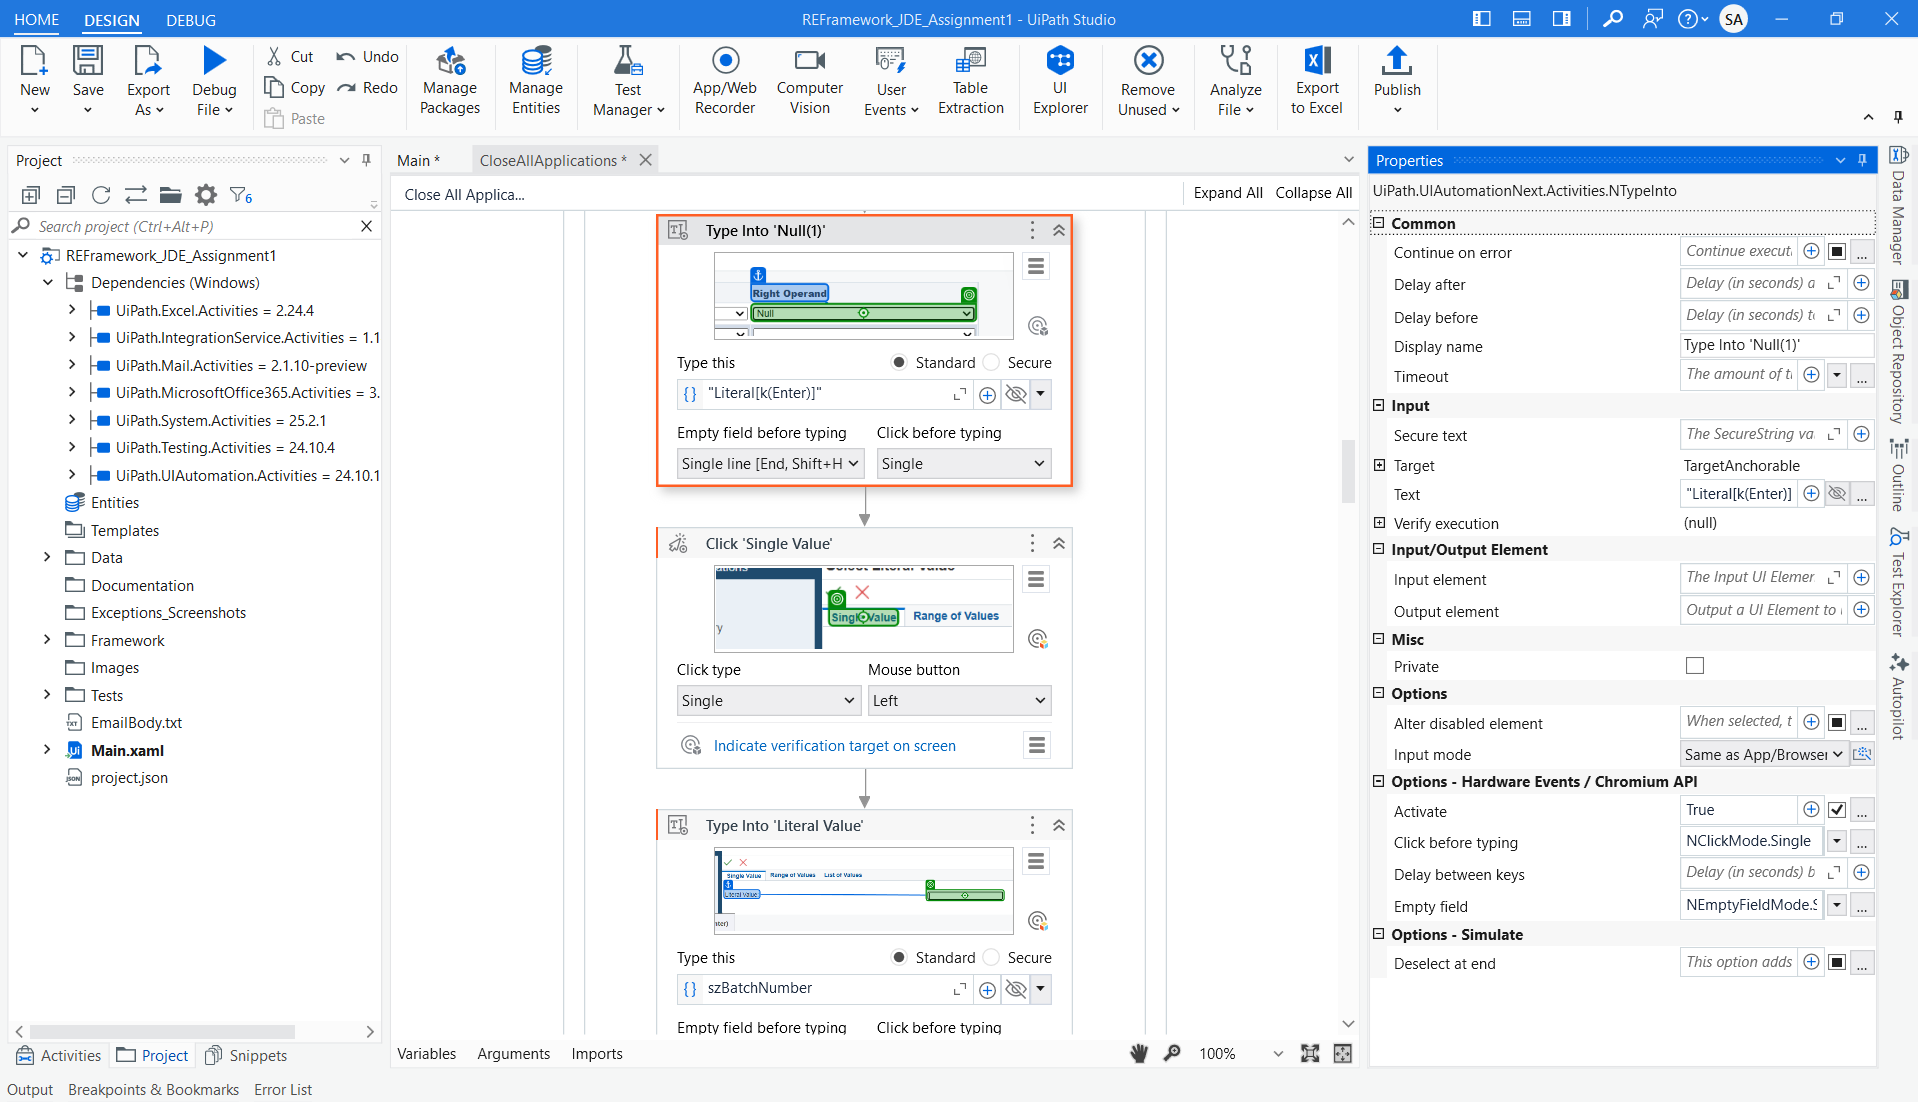 HOME DESIGN DEBUG REFramework_JDE_Assignment1 - UiPath Studio SA
New
Save
Export As
Debug File
Cut
Copy
Paste
Undo
Redo
Manage Packages
Manage Entities
Test Manager
App/Web Recorder
Computer Vision
User Events
Table Extraction
UI Explorer
Remove Unused
Analyze File
Export to Excel
Publish
Project
6
Search project (Ctrl+Alt+P)
REFramework_JDE_Assignment1
Dependencies (Windows)
UiPath.Excel.Activities = 2.24.4
UiPath.IntegrationService.Activities = 1.1
UiPath.Mail.Activities = 2.1.10-preview
UiPath.MicrosoftOffice365.Activities = 3.
UiPath.System.Activities = 25.2.1
UiPath.Testing.Activities = 24.10.4
UiPath.UIAutomation.Activities = 24.10.1
Entities
Templates
Data
Documentation
Exceptions_Screenshots
Framework
Images
Tests
EmailBody.txt
Main.xaml
project.json
Activities Project Snippets
Main * CloseAllApplications *
Close All Applica... Expand All Collapse All
Type Into 'Null(1)'
Right Operand
Null
Type this Standard Secure
"Literal[k(Enter)]"
Empty field before typing Click before typing
Single line [End, Shift+H Single
Click 'Single Value'
Single Value Range of Values
y
Click type Mouse button
Single Left
Indicate verification target on screen
Type Into 'Literal Value'
Single Value Range of Values List of Values
Literal Value
Type this Standard Secure
szBatchNumber
Empty field before typing Click before typing
Variables Arguments Imports 100%
Properties
UiPath.UIAutomationNext.Activities.NTypeInto
Common
Continue on error Continue execut ...
Delay after Delay (in seconds) a
Delay before Delay (in seconds) to
Display name Type Into 'Null(1)'
Timeout The amount of ti ...
Input
Secure text The SecureString va
Target TargetAnchorable
Text "Literal[k(Enter)] ...
Verify execution (null)
Input/Output Element
Input element The Input UI Elemer
Output element Output a UI Element to
Misc
Private
Options
Alter disabled element When selected, t ...
Input mode Same as App/Browser
Options - Hardware Events / Chromium API
Activate True ...
Click before typing NClickMode.Single ...
Delay between keys Delay (in seconds) b
Empty field NEmptyFieldMode.S ...
Options - Simulate
Deselect at end This option adds ...
Data Manager
Object Repository
Outline
Test Explorer
Autopilot
Output Breakpoints & Bookmarks Error List